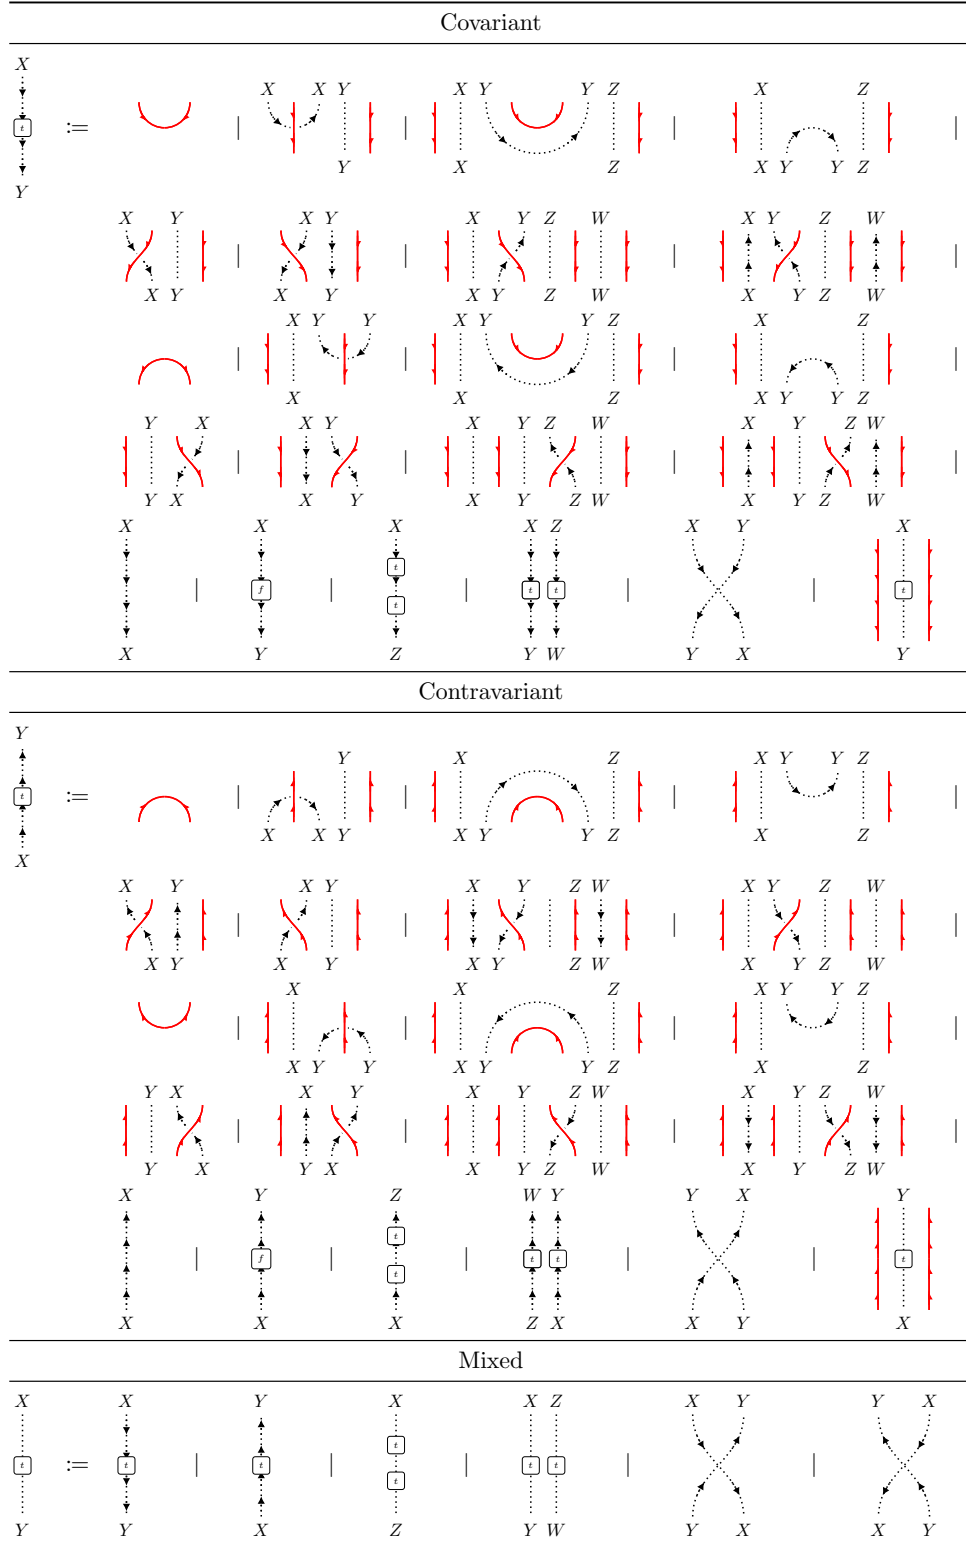 Covariant
X
X X Y
X Y Y Z
X Z
t := | | | |
Y
X Z
X Y Y Z
Y
X Y
X Y
X Y Z W
X Y Z W
| | | |
X Y
X Y
X Y Z W
X Y Z W
X Y Y
X Y Y Z
X Z
| | | |
X
X Z
X Y Y Z
Y X
X Y
X Y Z W
X Y Z W
| | | |
Y X
X Y
X Y Z W
X Y Z W
X X X X Z X Y X
t
| f | | t t | | t
t
X Y Z Y W Y X Y
Contravariant
Y
Y
X Z
X Y Y Z
t := | | | |
X X Y
X Y Y Z
X Z
X
X Y
X Y
X Y Z W
X Y Z W
| | | |
X Y
X Y
X Y Z W
X Y Z W
X
X Z
X Y Y Z
| | | |
X Y Y
X Y Y Z
X Z
Y X
X Y
X Y Z W
X Y Z W
| | | |
Y X
Y X
X Y Z W
X Y Z W
X Y Z W Y Y X Y
t
| f | | t t | | t
t
X X X Z X X Y X
Mixed
X X Y X X Z X Y Y X
t
t := t | t | | t t | |
t
Y Y X Z Y W Y X X Y